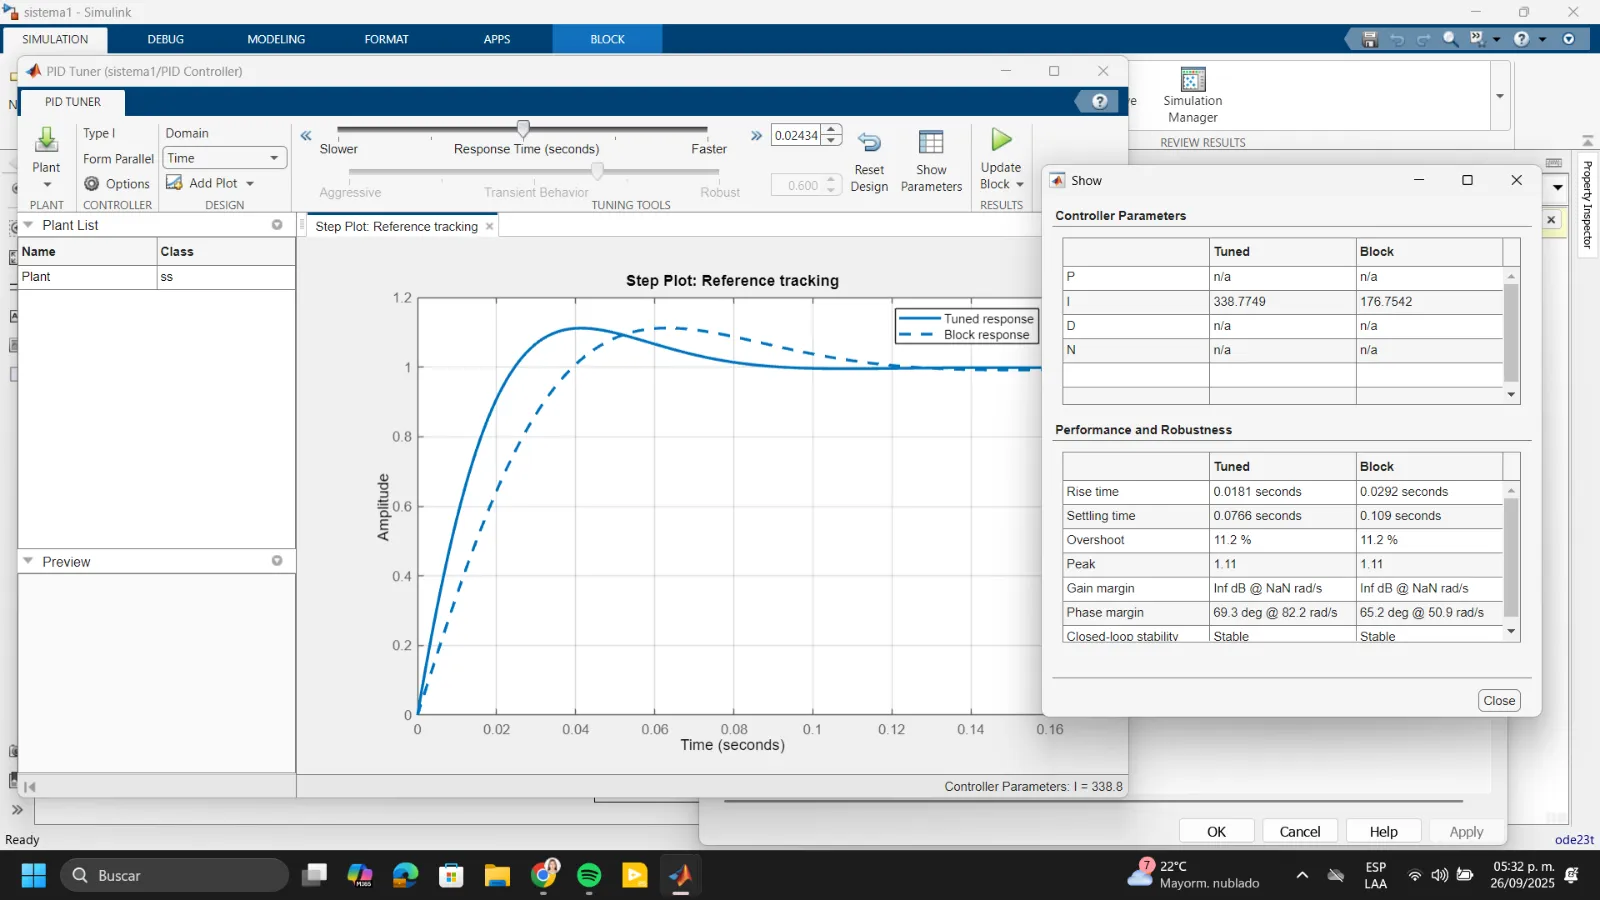 sistema1 - Simulink
SIMULATION DEBUG MODELING FORMAT APPS BLOCK
PID Tuner (sistema1/PID Controller)
PID TUNER
Plant
PLANT
Type I
Form Parallel
Options
CONTROLLER
Domain
Time
Add Plot
DESIGN
Slower Response Time (seconds) Faster
0.02434
Aggressive Transient Behavior Robust
0.600
TUNING TOOLS
Reset
Design
Show
Parameters
Update
Block
RESULTS
Simulation
Manager
REVIEW RESULTS
Property Inspector
Plant List
Name Class
Plant ss
Preview
Step Plot: Reference tracking
Step Plot: Reference tracking
Tuned response
Block response
Amplitude
1.2
1
0.8
0.6
0.4
0.2
0
0 0.02 0.04 0.06 0.08 0.1 0.12 0.14 0.16
Time (seconds)
Controller Parameters: I = 338.8
Show
Controller Parameters
Tuned Block
P n/a n/a
I 338.7749 176.7542
D n/a n/a
N n/a n/a
Performance and Robustness
Tuned Block
Rise time 0.0181 seconds 0.0292 seconds
Settling time 0.0766 seconds 0.109 seconds
Overshoot 11.2 % 11.2 %
Peak 1.11 1.11
Gain margin Inf dB @ NaN rad/s Inf dB @ NaN rad/s
Phase margin 69.3 deg @ 82.2 rad/s 65.2 deg @ 50.9 rad/s
Closed-loop stability Stable Stable
Close
OK Cancel Help Apply
Ready
ode23t
Buscar
7
22°C
Mayorm. nublado
ESP
LAA
05:32 p. m.
26/09/2025